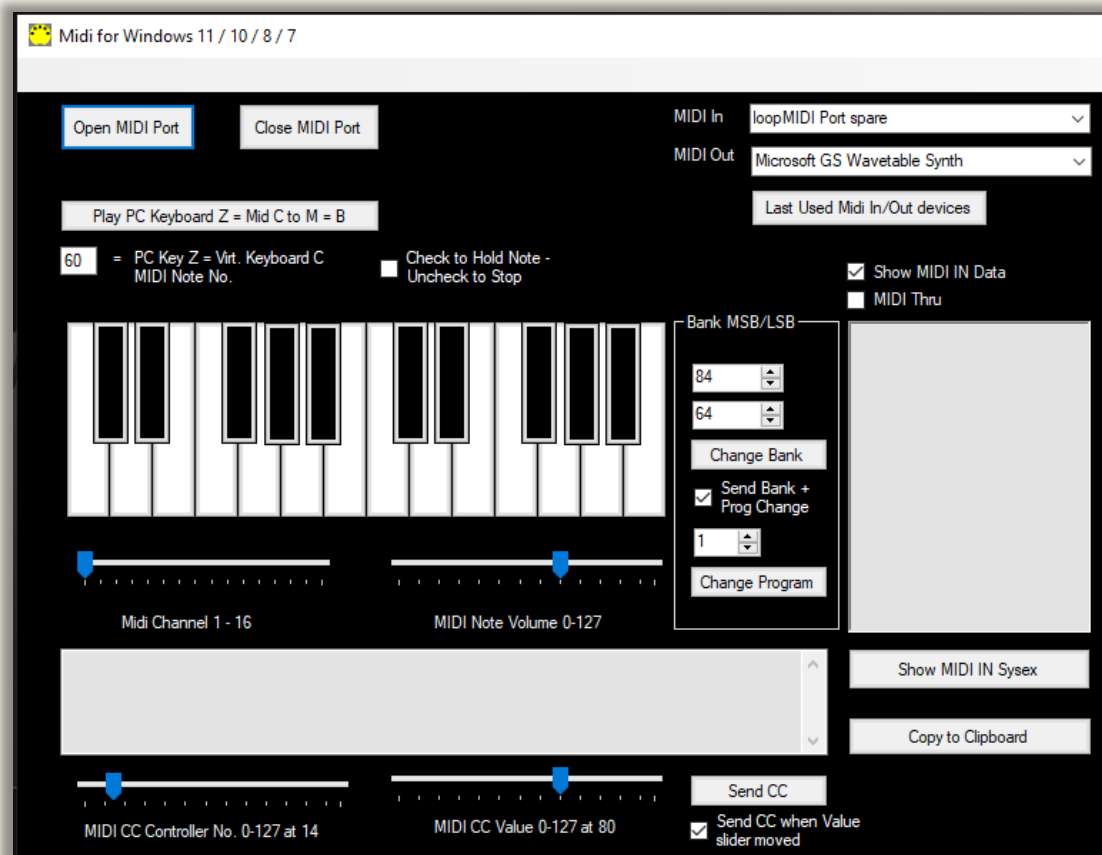 Midi for Windows 11 / 10 / 8 / 7
Open MIDI Port
Close MIDI Port
MIDI In
loopMIDI Port spare
MIDI Out
Microsoft GS Wavetable Synth
Last Used Midi In/Out devices
Play PC Keyboard Z = Mid C to M = B
60
= PC Key Z = Virt. Keyboard C
MIDI Note No.
Check to Hold Note -
Uncheck to Stop
Show MIDI IN Data
MIDI Thru
Bank MSB/LSB
84
64
Change Bank
Send Bank +
Prog Change
1
Change Program
Midi Channel 1 - 16
MIDI Note Volume 0-127
Show MIDI IN Sysex
Copy to Clipboard
MIDI CC Controller No. 0-127 at 14
MIDI CC Value 0-127 at 80
Send CC
Send CC when Value
slider moved